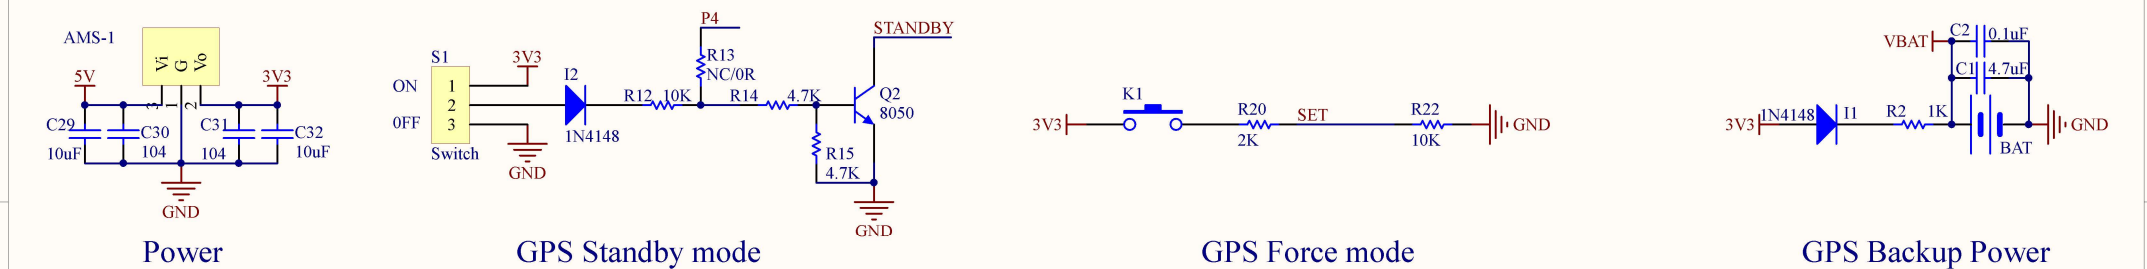 AMS-1
Vi
G
Vo
5V
3V3
3
1
2
C29
10uF
C30
104
C31
104
C32
10uF
GND
Power
S1
ON
0FF
1
2
3
Switch
3V3
GND
I2
1N4148
R12 10K
P4
R13
NC/0R
R14 4.7K
R15
4.7K
STANDBY
Q2
8050
GND
GPS Standby mode
3V3
K1
R20
2K
SET
R22
10K
GND
GPS Force mode
VBAT
C2 0.1uF
C1 4.7uF
3V3
1N4148 I1
R2 1K
BAT
GND
GPS Backup Power